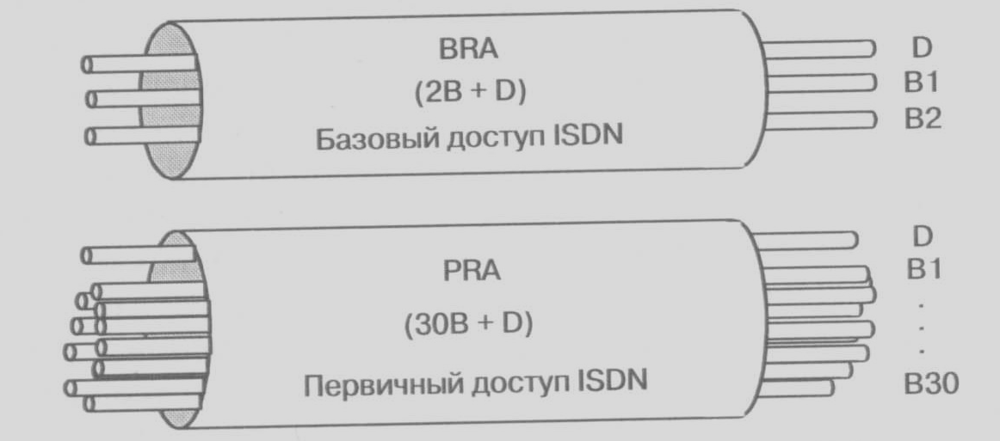 BRA
(2B + D)
Базовый доступ ISDN
D
B1
B2
PRA
(30B + D)
Первичный доступ ISDN
D
B1
.
.
.
B30